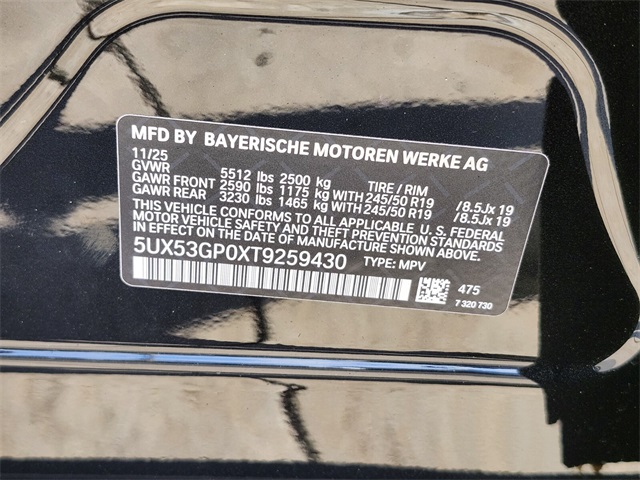 MFD BY BAYERISCHE MOTOREN WERKE AG
11/25
GVWR 5512 lbs 2500 kg TIRE / RIM
GAWR FRONT 2590 lbs 1175 kg WITH 245/50 R19 /8.5Jx 19
GAWR REAR 3230 lbs 1465 kg WITH 245/50 R19 /8.5Jx 19
THIS VEHICLE CONFORMS TO ALL APPLICABLE U. S. FEDERAL
MOTOR VEHICLE SAFETY AND THEFT PREVENTION STANDARDS
IN EFFECT ON THE DATE OF MANUFACTURE SHOWN ABOVE.
5UX53GP0XT9259430 TYPE: MPV
475
7 320 730